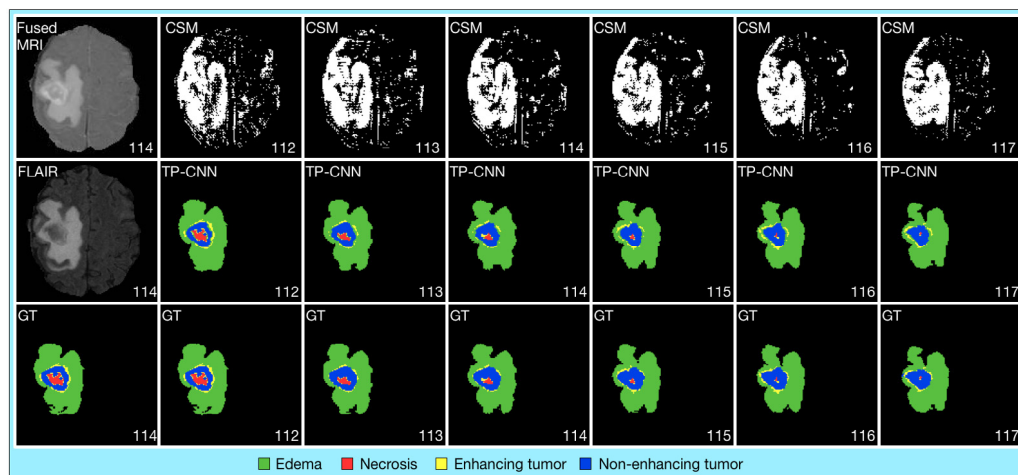 Fused CSM CSM CSM CSM CSM CSM
MRI
114 112 113 114 115 116 117
FLAIR TP-CNN TP-CNN TP-CNN TP-CNN TP-CNN TP-CNN
114 112 113 114 115 116 117
GT GT GT GT GT GT GT
114 112 113 114 115 116 117
Edema Necrosis Enhancing tumor Non-enhancing tumor